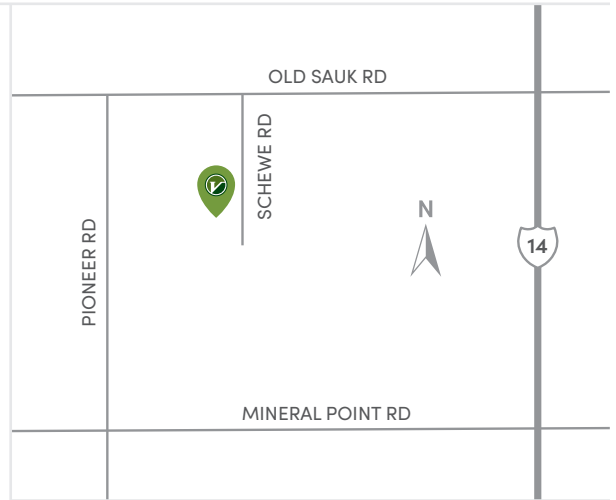 OLD SAUK RD
SCHEWE RD
PIONEER RD
N
14
MINERAL POINT RD